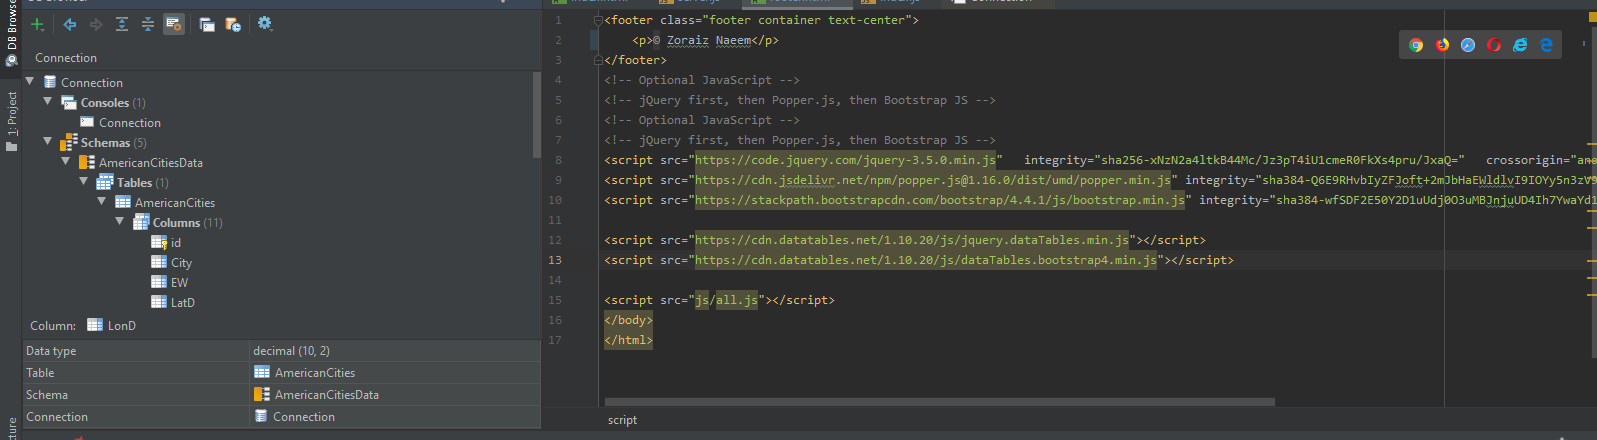 Connection
Connection
Consoles (1)
Connection
Schemas (5)
AmericanCitiesData
Tables (1)
AmericanCities
Columns (11)
id
City
EW
LatD
Column: LonD
Data type decimal (10, 2)
Table AmericanCities
Schema AmericanCitiesData
Connection Connection
DB Browser
1: Project
1 <footer class="footer container text-center">
2 <p>© Zoraiz Naeem</p>
3 </footer>
4 <!-- Optional JavaScript -->
5 <!-- jQuery first, then Popper.js, then Bootstrap JS -->
6 <!-- Optional JavaScript -->
7 <!-- jQuery first, then Popper.js, then Bootstrap JS -->
8 <script src="https://code.jquery.com/jquery-3.5.0.min.js" integrity="sha256-xNzN2a4ltkB44Mc/Jz3pT4iU1cmeR0FkXs4pru/JxaQ=" crossorigin="ano
9 <script src="https://cdn.jsdelivr.net/npm/popper.js@1.16.0/dist/umd/popper.min.js" integrity="sha384-Q6E9RHvbIyZFJoft+2mJbHaEWldlvI9IOYy5n3zV9
10 <script src="https://stackpath.bootstrapcdn.com/bootstrap/4.4.1/js/bootstrap.min.js" integrity="sha384-wfSDF2E50Y2D1uUdj0O3uMBJnjuUD4Ih7YwaYd1
11
12 <script src="https://cdn.datatables.net/1.10.20/js/jquery.dataTables.min.js"></script>
13 <script src="https://cdn.datatables.net/1.10.20/js/dataTables.bootstrap4.min.js"></script>
14
15 <script src="js/all.js"></script>
16 </body>
17 </html>
script